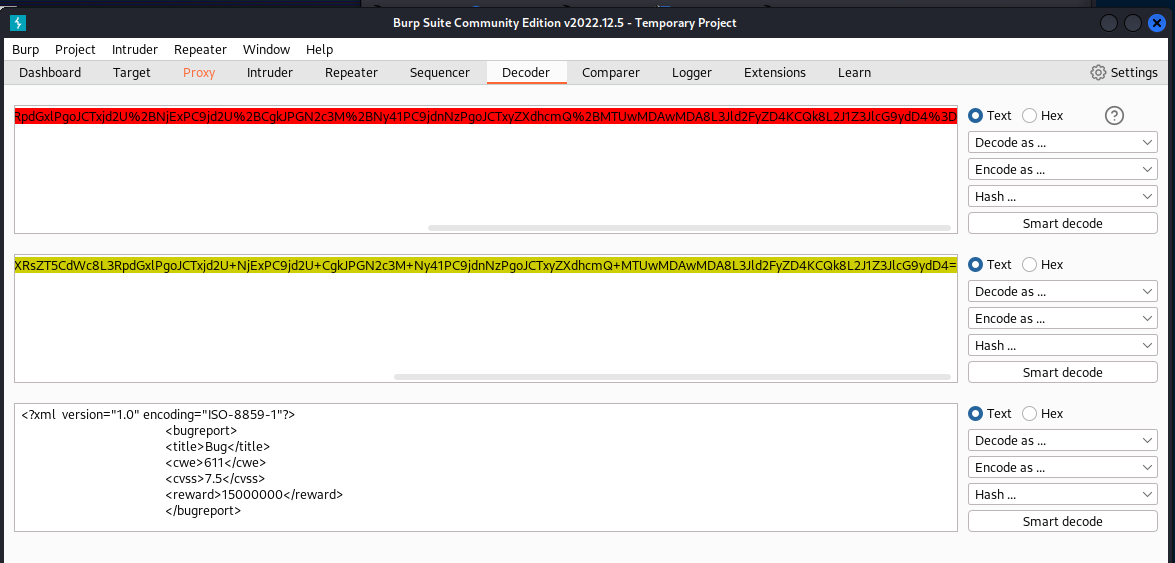 Burp Suite Community Edition v2022.12.5 - Temporary Project
Burp Project Intruder Repeater Window Help
Dashboard Target Proxy Intruder Repeater Sequencer Decoder Comparer Logger Extensions Learn Settings
RpdGxlPgoJCTxjd2U%2BNjExPC9jd2U%2BCgkJPGN2c3M%2BNy41PC9jdnNzPgoJCTxyZXdhcmQ%2BMTUwMDAwMDA8L3Jld2FyZD4KCQk8L2J1Z3JlcG9ydD4%3D
Text Hex ?
Decode as ...
Encode as ...
Hash ...
Smart decode
XRsZT5CdWc8L3RpdGxlPgoJCTxjd2U+NjExPC9jd2U+CgkJPGN2c3M+Ny41PC9jdnNzPgoJCTxyZXdhcmQ+MTUwMDAwMDA8L3Jld2FyZD4KCQk8L2J1Z3JlcG9ydD4=
Text Hex
Decode as ...
Encode as ...
Hash ...
Smart decode
<?xml version="1.0" encoding="ISO-8859-1"?>
<bugreport>
<title>Bug</title>
<cwe>611</cwe>
<cvss>7.5</cvss>
<reward>15000000</reward>
</bugreport>
Text Hex
Decode as ...
Encode as ...
Hash ...
Smart decode